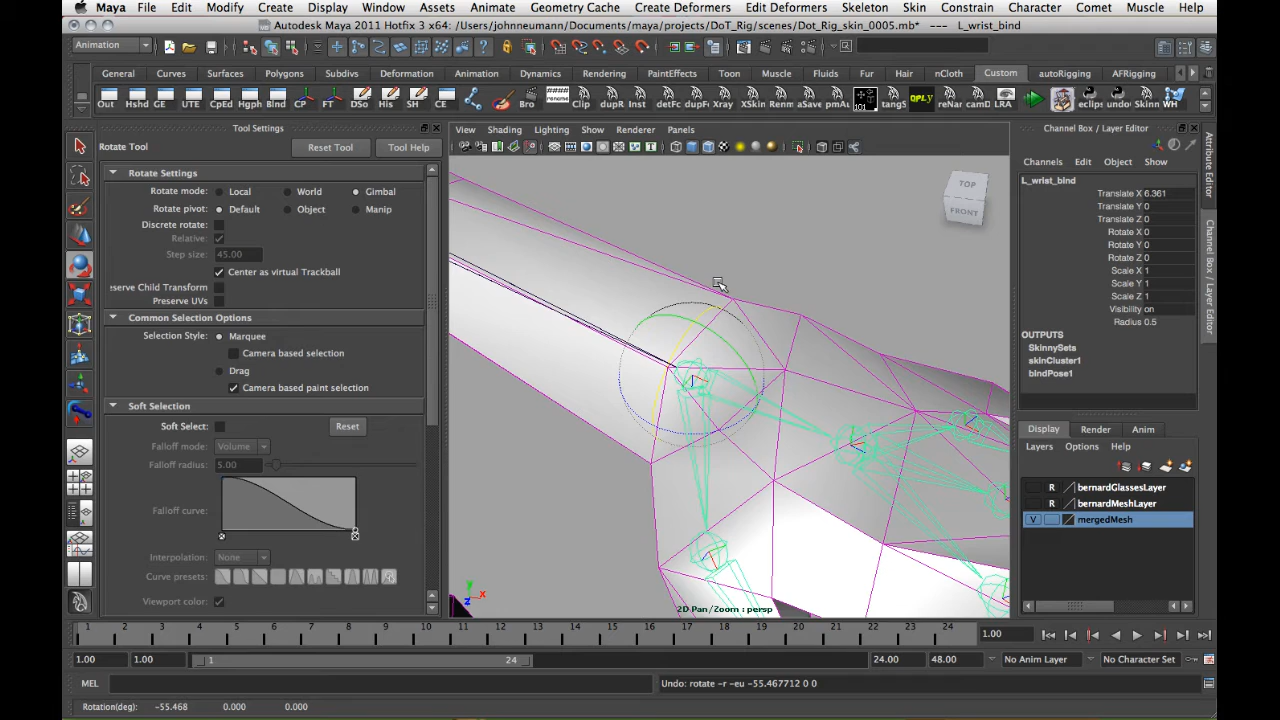 Maya File Edit Modify Create Display Window Assets Animate Geometry Cache Create Deformers Edit Deformers Skeleton Skin Constrain Character Comet Muscle Help
Autodesk Maya 2011 Hotfix 3 x64: /Users/johnneumann/Documents/maya/projects/DoT_Rig/scenes/Dot_Rig_skin_0005.mb* --- L_wrist_bind
Animation
General Curves Surfaces Polygons Subdivs Deformation Animation Dynamics Rendering PaintEffects Toon Muscle Fluids Fur Hair nCloth Custom autoRigging AFRigging
Out Hshd GE UTE CpEd Hgph Bind CP FT DSo His SH CE Bro rename Clip dupR Inst detFc dupF Xray XSkin Renm aSave pmAu 101 tangS QPLY reNar camD LRA eclips undo Skinn WH
Tool Settings
Rotate Tool Reset Tool Tool Help
Rotate Settings
Rotate mode: Local World Gimbal
Rotate pivot: Default Object Manip
Discrete rotate:
Relative:
Step size: 45.00
Center as virtual Trackball
eserve Child Transform
Preserve UVs
Common Selection Options
Selection Style: Marquee
Camera based selection
Drag
Camera based paint selection
Soft Selection
Soft Select: Reset
Falloff mode: Volume
Falloff radius: 5.00
Falloff curve:
Interpolation: None
Curve presets:
Viewport color:
View Shading Lighting Show Renderer Panels
TOP
FRONT
y
x
z
2D Pan/Zoom : persp
Channel Box / Layer Editor
Channels Edit Object Show
L_wrist_bind
Translate X 6.361
Translate Y 0
Translate Z 0
Rotate X 0
Rotate Y 0
Rotate Z 0
Scale X 1
Scale Y 1
Scale Z 1
Visibility on
Radius 0.5
OUTPUTS
SkinnySets
skinCluster1
bindPose1
Display Render Anim
Layers Options Help
R bernardGlassesLayer
R bernardMeshLayer
V mergedMesh
Attribute Editor
Channel Box / Layer Editor
1 2 3 4 5 6 7 8 9 10 11 12 13 14 15 16 17 18 19 20 21 22 23 24 1.00
1.00 1.00 1 24 24.00 48.00 No Anim Layer No Character Set
MEL Undo: rotate -r -eu -55.467712 0 0
Rotation(deg): -55.468 0.000 0.000